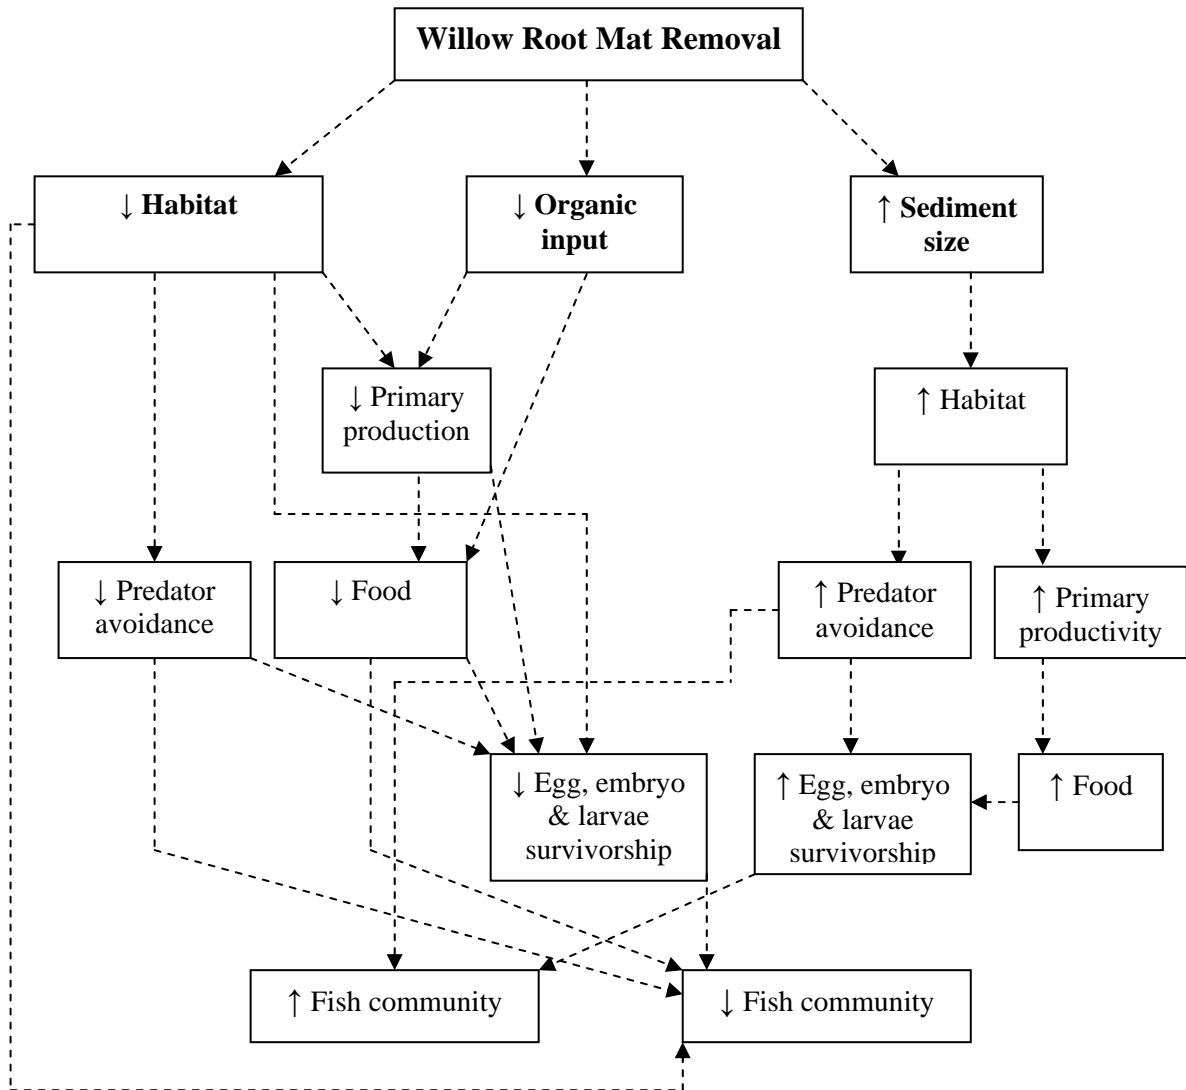 Willow Root Mat Removal
↓ Habitat
↓ Organic
input
↑ Sediment
size
↓ Primary
production
↑ Habitat
↓ Predator
avoidance
↓ Food
↑ Predator
avoidance
↑ Primary
productivity
↓ Egg, embryo
& larvae
survivorship
↑ Egg, embryo
& larvae
survivorship
↑ Food
↑ Fish community
↓ Fish community